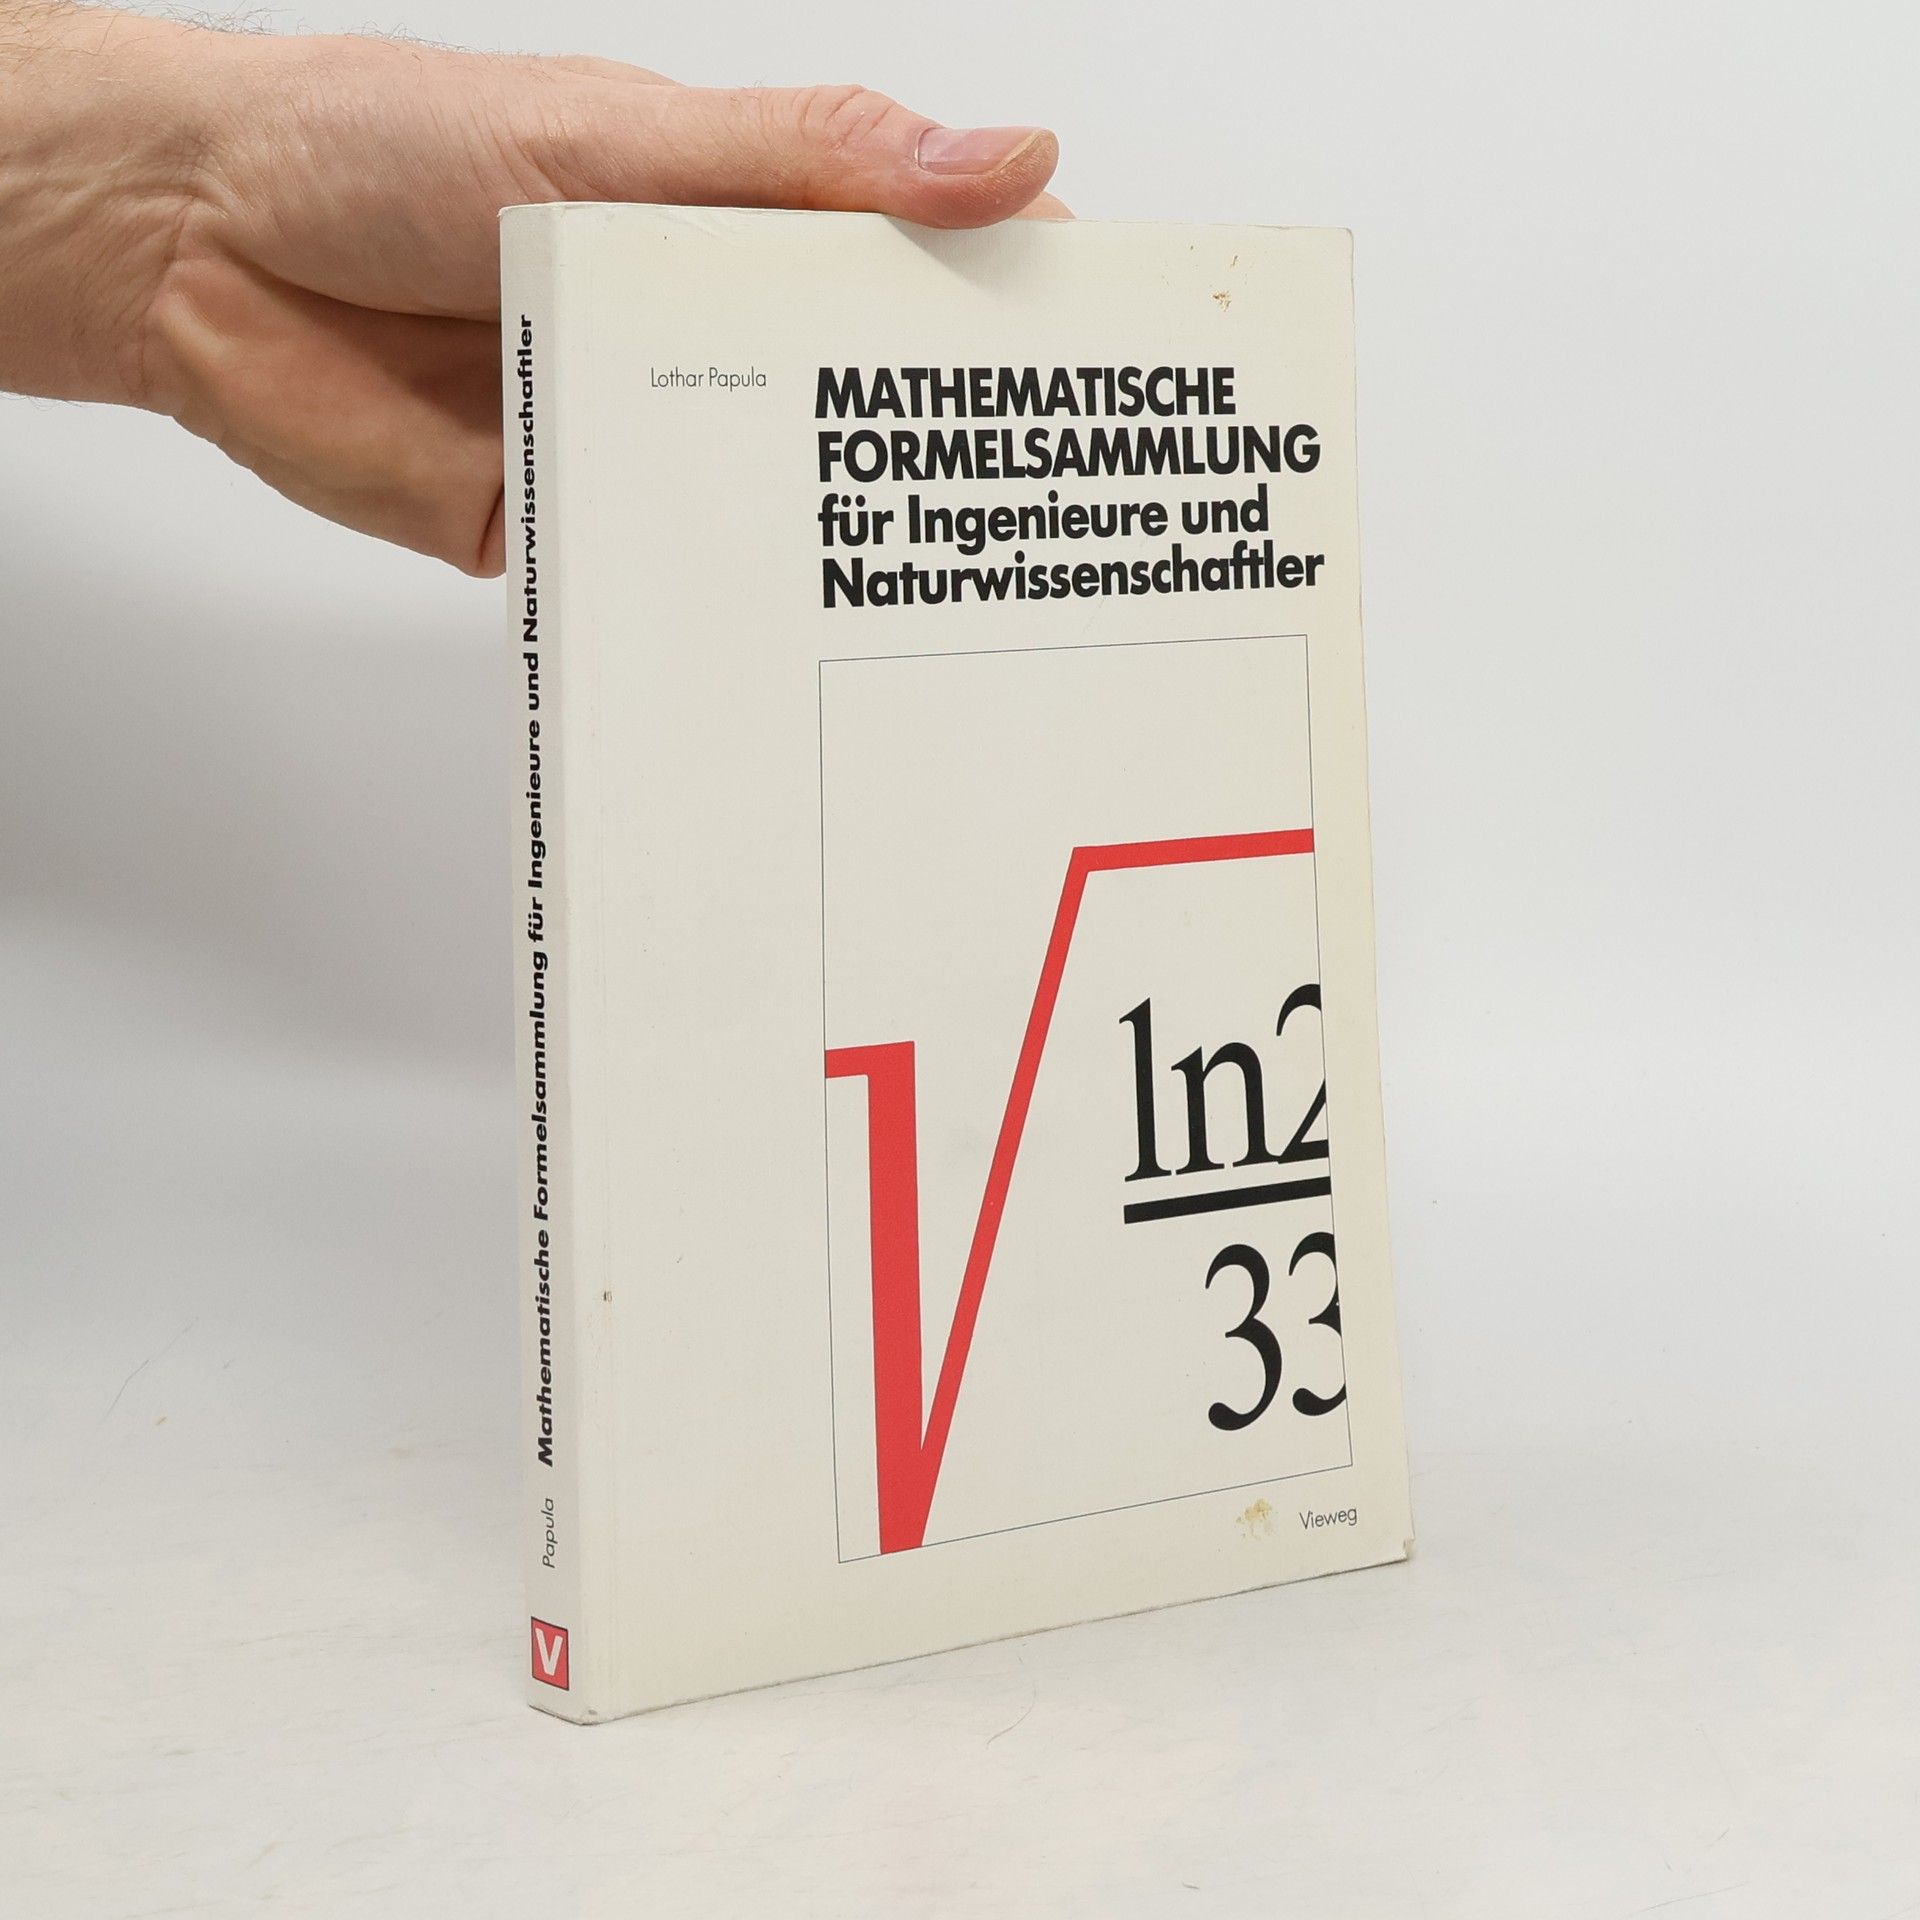 Lothar Papula
MATHEMATISCHE
FORMELSAMMLUNG
für Ingenieure und
Naturwissenschaftler
ln2
33
Vieweg
Papula Mathematische Formelsammlung für Ingenieure und Naturwissenschaftler
V